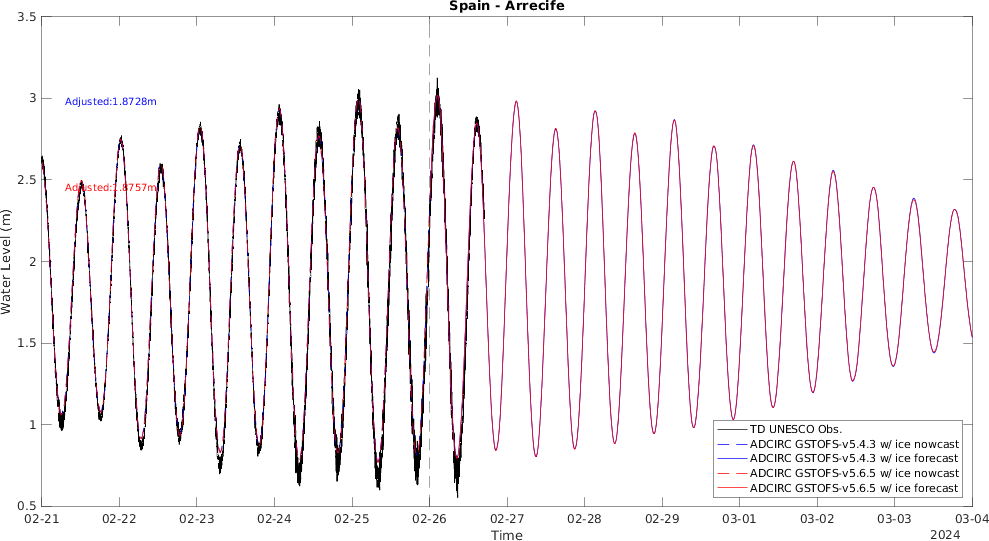 Spain - Arrecife
3.5
3
2.5
2
1.5
1
0.5
Water Level (m)
Adjusted:1.8728m
Adjusted:1.8757m
TD UNESCO Obs.
ADCIRC GSTOFS-v5.4.3 w/ ice nowcast
ADCIRC GSTOFS-v5.4.3 w/ ice forecast
ADCIRC GSTOFS-v5.6.5 w/ ice nowcast
ADCIRC GSTOFS-v5.6.5 w/ ice forecast
02-21 02-22 02-23 02-24 02-25 02-26 02-27 02-28 02-29 03-01 03-02 03-03 03-04
Time
2024